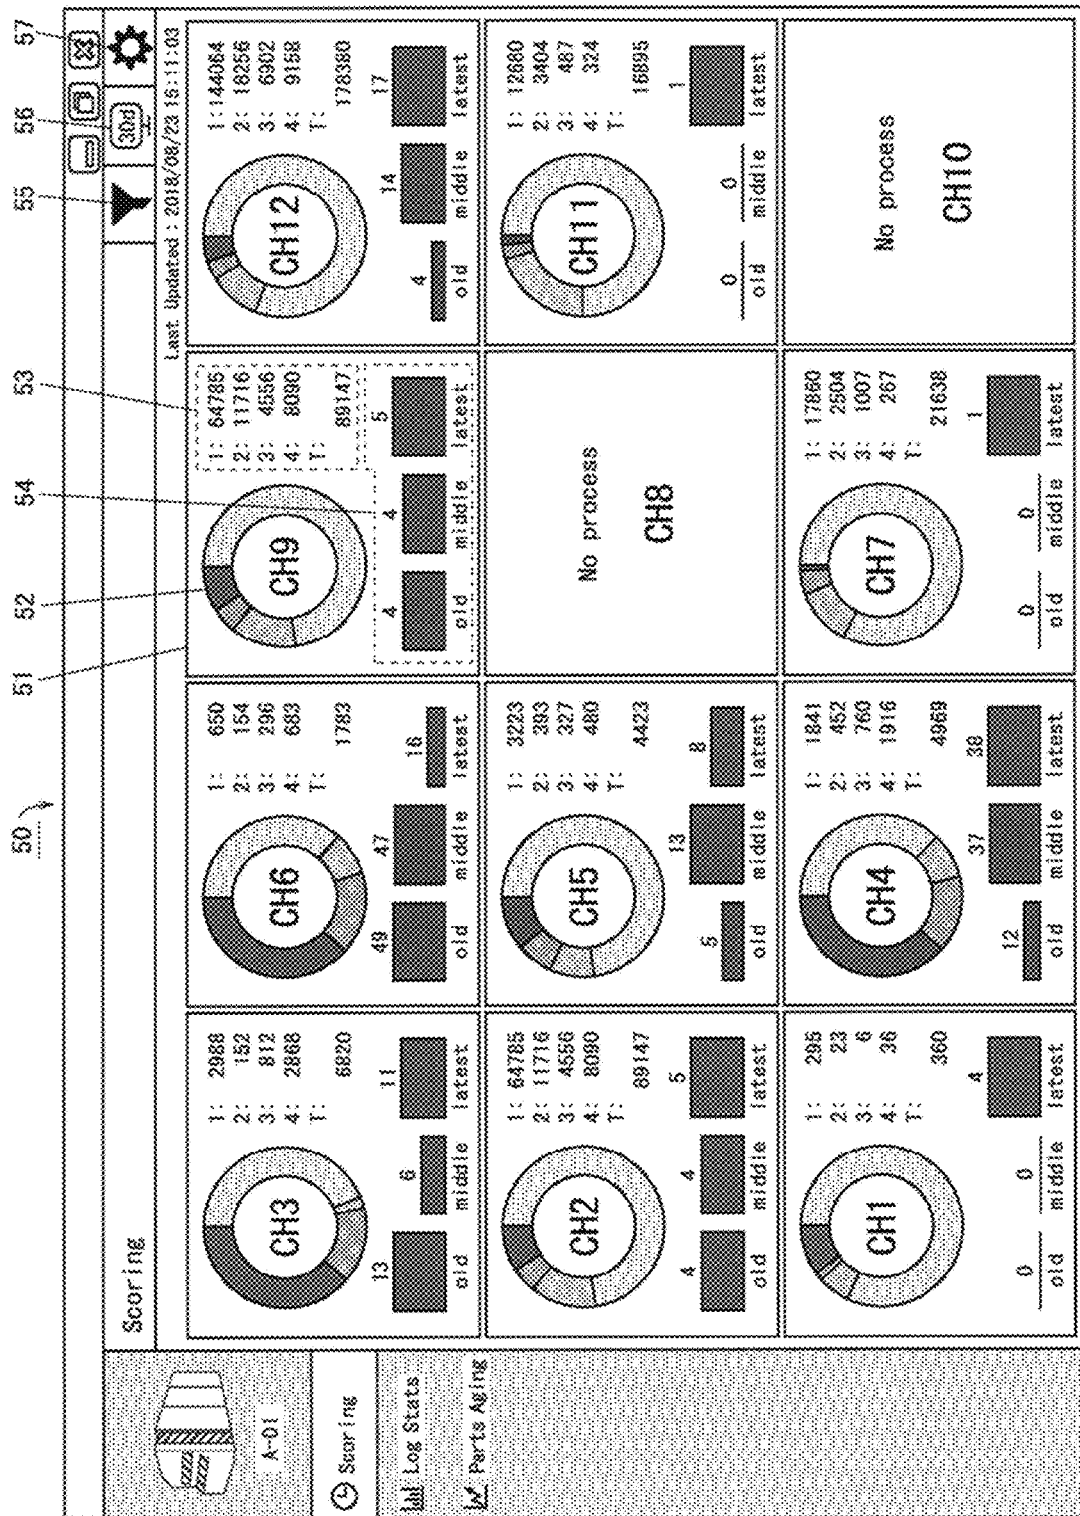 50
51
52
54
53
55
56
57
A-01
Scoring
Log Stats
Parts Aging
Scoring
30d
Last Updated : 2018/08/23 15:11:03
CH3
1: 2988
2: 152
3: 812
4: 2868
T:
6820
13
6
11
old
middle
latest
CH6
1: 650
2: 154
3: 296
4: 683
T:
1783
49
47
16
old
middle
latest
CH9
1: 64785
2: 11716
3: 4556
4: 8090
T:
89147
4
4
5
old
middle
latest
CH12
1: 144064
2: 18256
3: 6902
4: 9158
T:
178380
4
14
17
old
middle
latest
CH2
1: 64785
2: 11716
3: 4556
4: 8090
T:
89147
4
4
5
old
middle
latest
CH5
1: 3223
2: 393
3: 327
4: 480
T:
4423
5
13
8
old
middle
latest
No process
CH8
CH11
1: 12680
2: 3404
3: 487
4: 324
T:
16895
0
0
1
old
middle
latest
CH1
1: 295
2: 23
3: 6
4: 36
T:
360
0
0
4
old
middle
latest
CH4
1: 1841
2: 452
3: 760
4: 1916
T:
4969
12
37
38
old
middle
latest
CH7
1: 17860
2: 2504
3: 1007
4: 267
T:
21638
0
0
1
old
middle
latest
No process
CH10